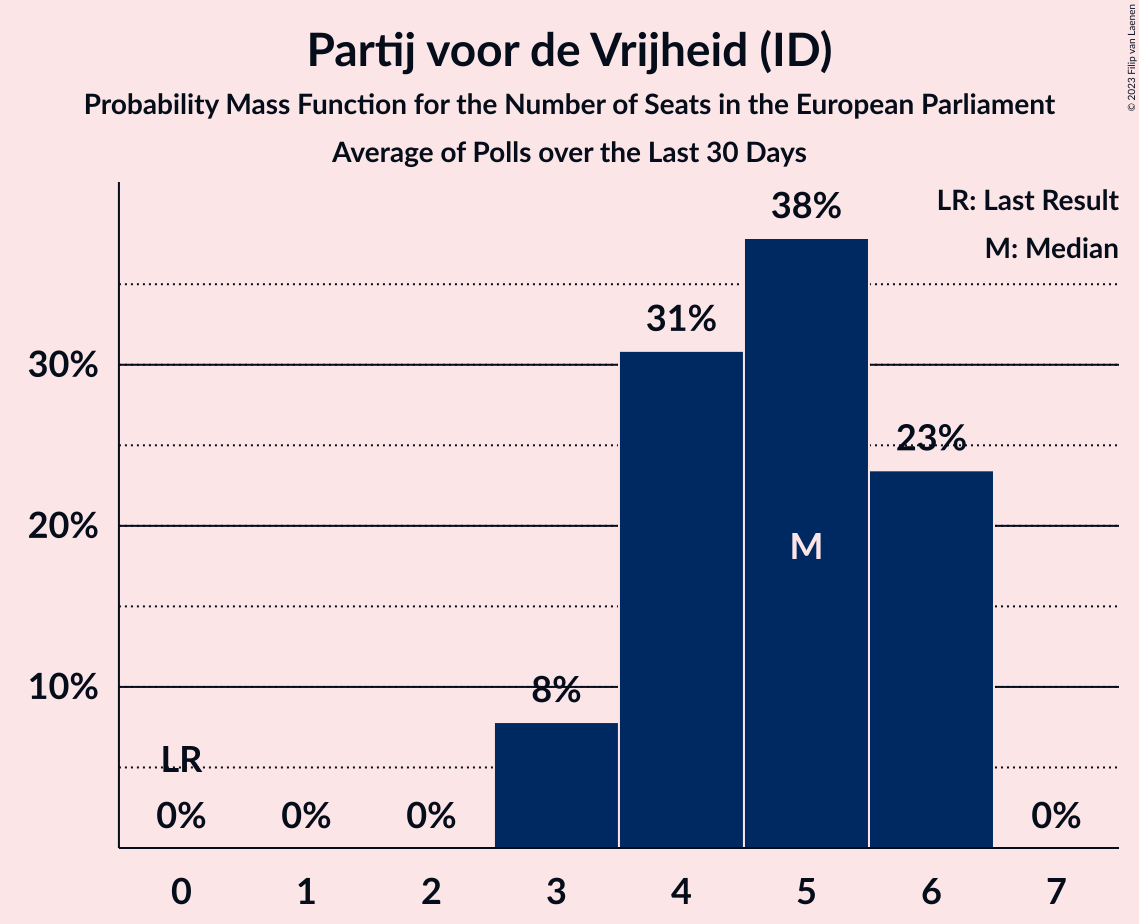 Partij voor de Vrijheid (ID)
Probability Mass Function for the Number of Seats in the European Parliament
Average of Polls over the Last 30 Days
© 2023 Filip van Laenen
LR: Last Result
M: Median
38%
31%
30%
23%
20%
M
10%
8%
LR
0%
0%
0%
0%
0
1
2
3
4
5
6
7